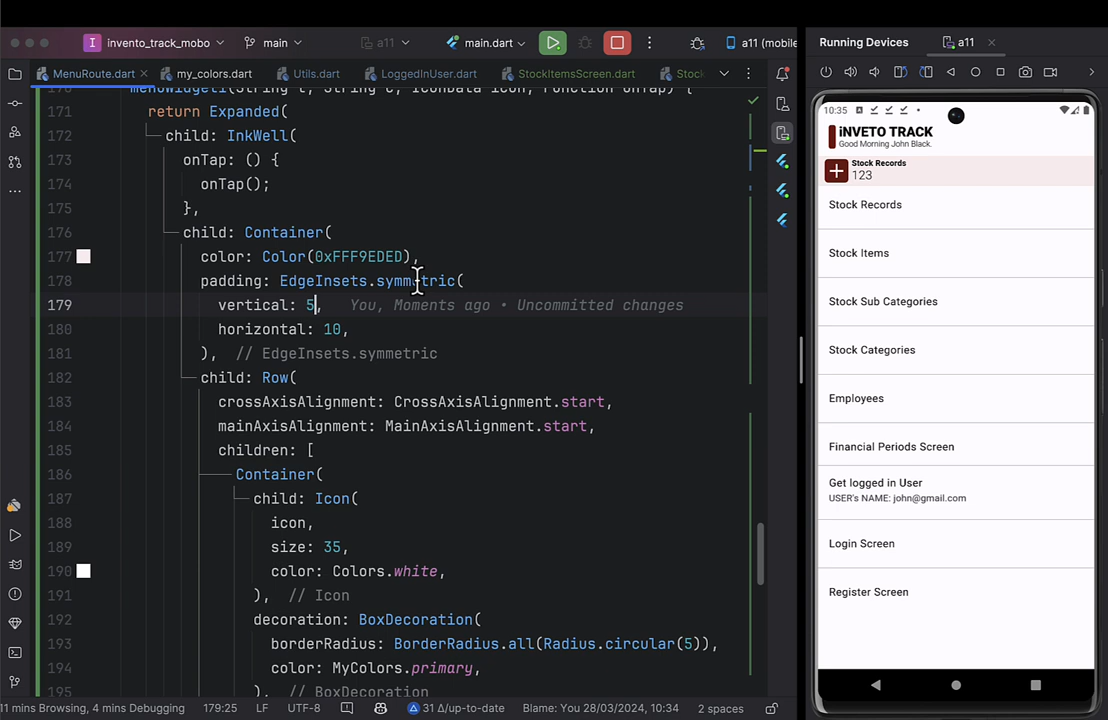 invento_track_mobo
main
a11
main.dart
a11 (mobile
Running Devices
a11
MenuRoute.dart
my_colors.dart
Utils.dart
LoggedInUser.dart
StockItemsScreen.dart
Stock
170 menuWidget1(String t, String c, IconData icon, Function onTap) {
171 return Expanded(
172 child: InkWell(
173 onTap: () {
174 onTap();
175 },
176 child: Container(
177 color: Color(0xFFF9EDED),
178 padding: EdgeInsets.symmetric(
179 vertical: 5, You, Moments ago • Uncommitted changes
180 horizontal: 10,
181 ), // EdgeInsets.symmetric
182 child: Row(
183 crossAxisAlignment: CrossAxisAlignment.start,
184 mainAxisAlignment: MainAxisAlignment.start,
185 children: [
186 Container(
187 child: Icon(
188 icon,
189 size: 35,
190 color: Colors.white,
191 ), // Icon
192 decoration: BoxDecoration(
193 borderRadius: BorderRadius.all(Radius.circular(5)),
194 color: MyColors.primary,
195 ), // BoxDecoration
10:35
iNVETO TRACK
Good Morning John Black.
Stock Records
123
Stock Records
Stock Items
Stock Sub Categories
Stock Categories
Employees
Financial Periods Screen
Get logged in User
USER's NAME: john@gmail.com
Login Screen
Register Screen
11 mins Browsing, 4 mins Debugging
179:25
LF
UTF-8
31 Δ/up-to-date
Blame: You 28/03/2024, 10:34
2 spaces